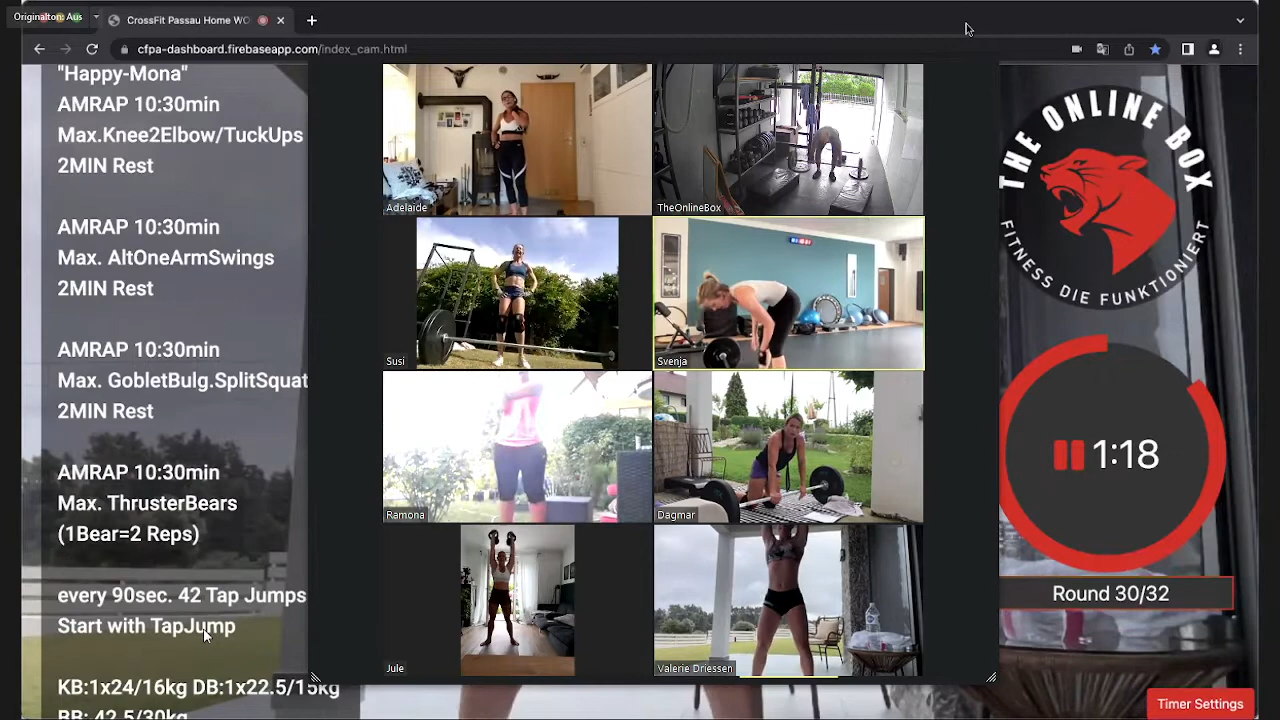 Originalton: Aus
CrossFit Passau Home WO
cfpa-dashboard.firebaseapp.com/index_cam.html
"Happy-Mona"
AMRAP 10:30min
Max.Knee2Elbow/TuckUps
2MIN Rest
AMRAP 10:30min
Max. AltOneArmSwings
2MIN Rest
AMRAP 10:30min
Max. GobletBulg.SplitSquat
2MIN Rest
AMRAP 10:30min
Max. ThrusterBears
(1Bear=2 Reps)
every 90sec. 42 Tap Jumps
Start with TapJump
KB:1x24/16kg DB:1x22.5/15kg
BB: 42.5/30kg
Adelaide
TheOnlineBox
Susi
Svenja
Ramona
Dagmar
Jule
Valerie Driessen
THE ONLINE BOX
FITNESS DIE FUNKTIONIERT
1:18
Round 30/32
Timer Settings